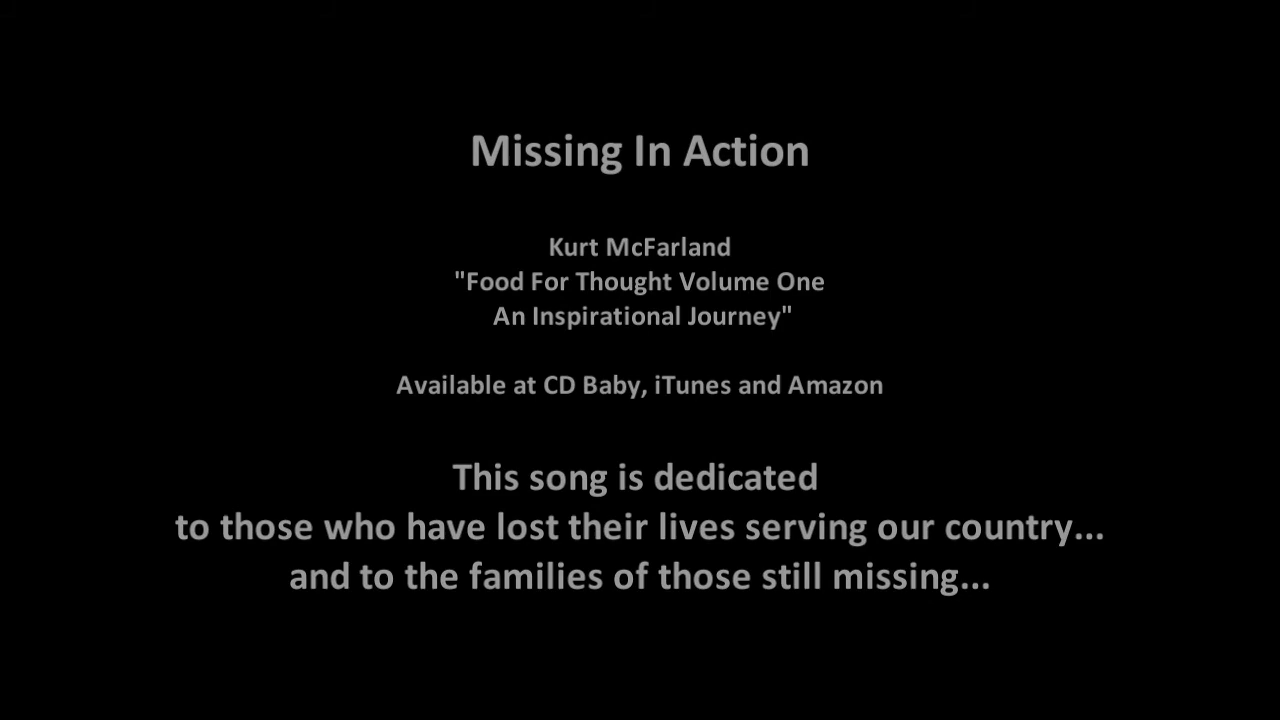 Missing In Action
Kurt McFarland
"Food For Thought Volume One
An Inspirational Journey"
Available at CD Baby, iTunes and Amazon
This song is dedicated
to those who have lost their lives serving our country...
and to the families of those still missing...